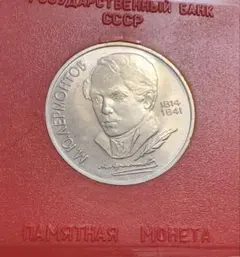 ГОСУДАРСТВЕННЫЙ БАНК
СССР
М.Ю.ЛЕРМОНТОВ
1814
1841
ПАМЯТНАЯ МОНЕТА